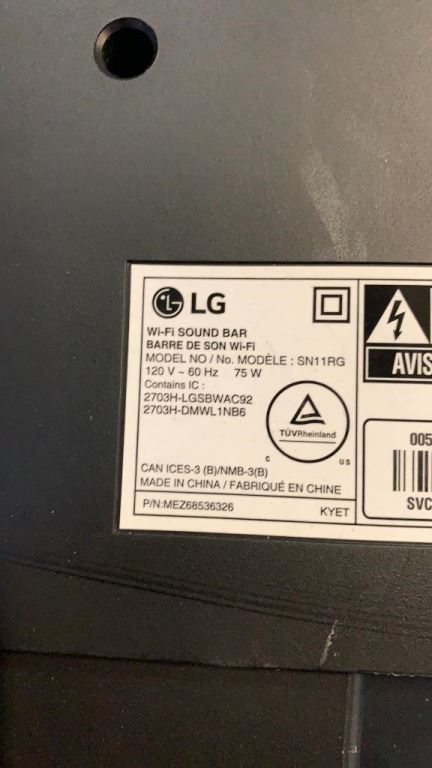 LG
Wi-Fi SOUND BAR
BARRE DE SON Wi-Fi
MODEL NO / No. MODÈLE : SN11RG
120 V ~ 60 Hz 75 W
Contains IC :
2703H-LGSBWAC92
2703H-DMWL1NB6
TÜVRheinland
C US
CAN ICES-3 (B)/NMB-3(B)
MADE IN CHINA / FABRIQUÉ EN CHINE
P/N:MEZ68536326 KYET
AVIS
005
SVC